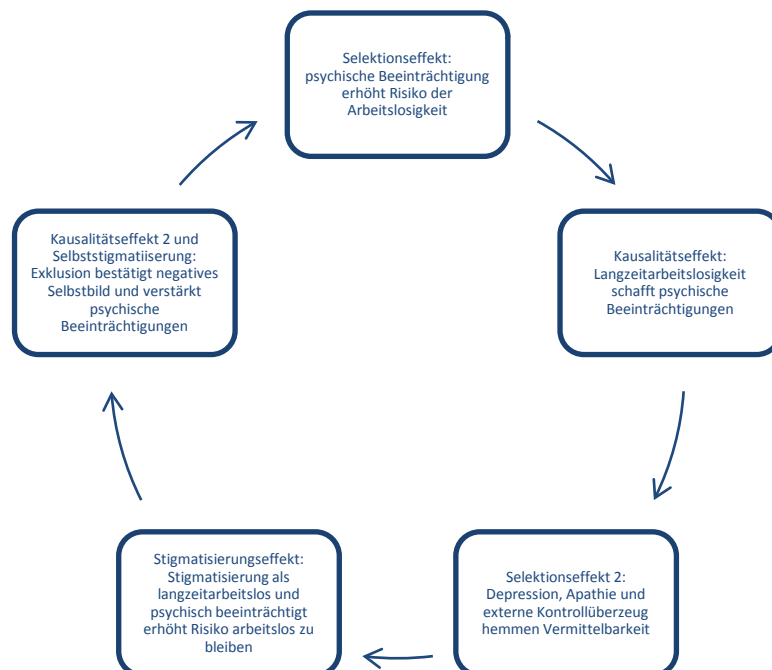 Selektionseffekt:
psychische Beeinträchtigung
erhöht Risiko der
Arbeitslosigkeit
Kausalitätseffekt:
Langzeitarbeitslosigkeit
schafft psychische
Beeinträchtigungen
Selektionseffekt 2:
Depression, Apathie und
externe Kontrollüberzeug
hemmen Vermittelbarkeit
Stigmatisierungseffekt:
Stigmatisierung als
langzeitarbeitslos und
psychisch beeinträchtigt
erhöht Risiko arbeitslos zu
bleiben
Kausalitätseffekt 2 und
Selbststigmatiiserung:
Exklusion bestätigt negatives
Selbstbild und verstärkt
psychische
Beeinträchtigungen